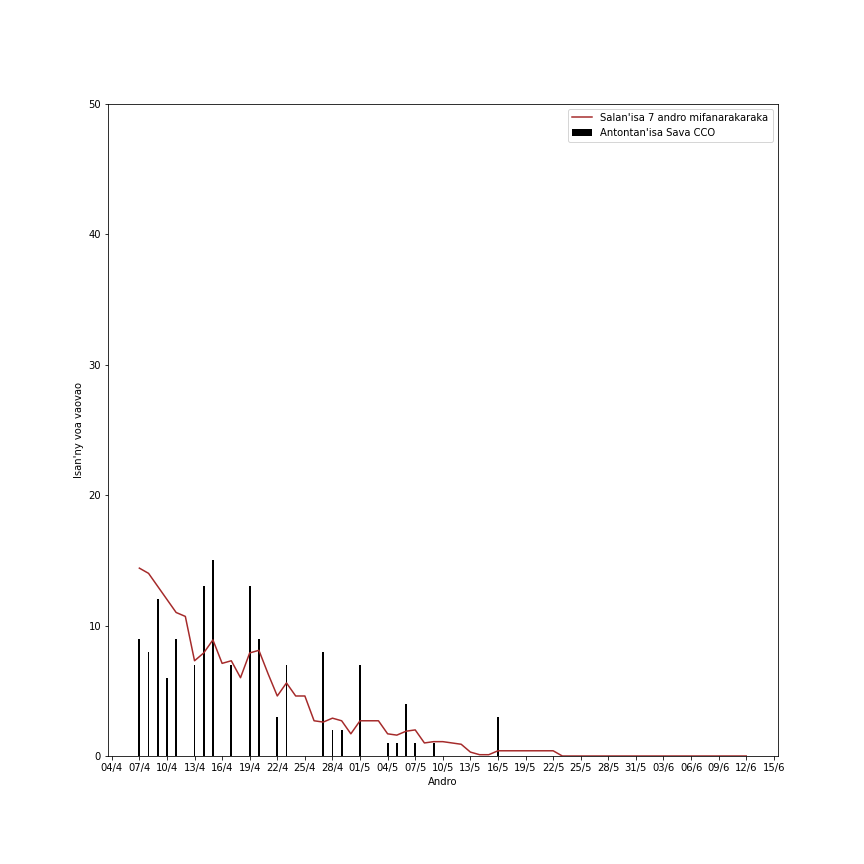 Salan'isa 7 andro mifanarakaraka
Antontan'isa Sava CCO
50
40
30
20
10
0
Isan'ny voa vaovao
04/4 07/4 10/4 13/4 16/4 19/4 22/4 25/4 28/4 01/5 04/5 07/5 10/5 13/5 16/5 19/5 22/5 25/5 28/5 31/5 03/6 06/6 09/6 12/6 15/6
Andro